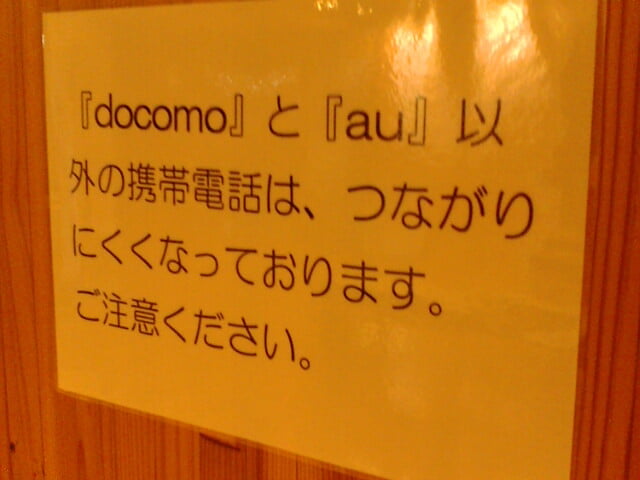 『docomo』と『au』以
外の携帯電話は、つながり
にくくなっております。
ご注意ください。